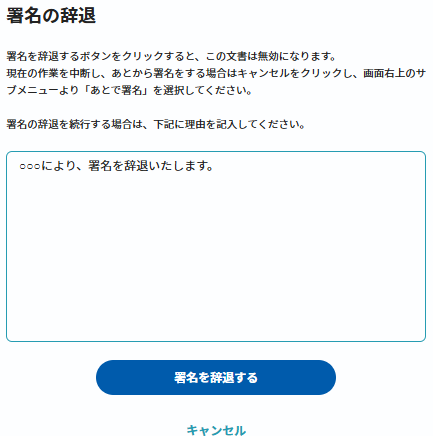 署名の辞退
署名を辞退するボタンをクリックすると、この文書は無効になります。
現在の作業を中断し、あとから署名をする場合はキャンセルをクリックし、画面右上のサ
ブメニューより「あとで署名」を選択してください。
署名の辞退を続行する場合は、下記に理由を記入してください。
○○○により、署名を辞退いたします。
署名を辞退する
キャンセル